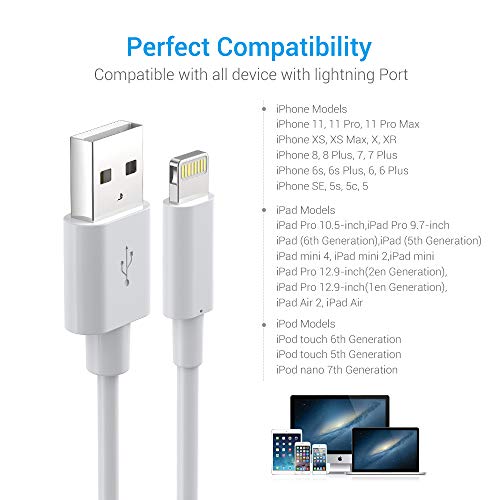 Perfect Compatibility
Compatible with all device with lightning Port
iPhone Models
iPhone 11, 11 Pro, 11 Pro Max
iPhone XS, XS Max, X, XR
iPhone 8, 8 Plus, 7, 7 Plus
iPhone 6s, 6s Plus, 6, 6 Plus
iPhone SE, 5s, 5c, 5
iPad Models
iPad Pro 10.5-inch,iPad Pro 9.7-inch
iPad (6th Generation),iPad (5th Generation)
iPad mini 4, iPad mini 2,iPad mini
iPad Pro 12.9-inch(2en Generation),
iPad Pro 12.9-inch(1en Generation),
iPad Air 2, iPad Air
iPod Models
iPod touch 6th Generation
iPod touch 5th Generation
iPod nano 7th Generation